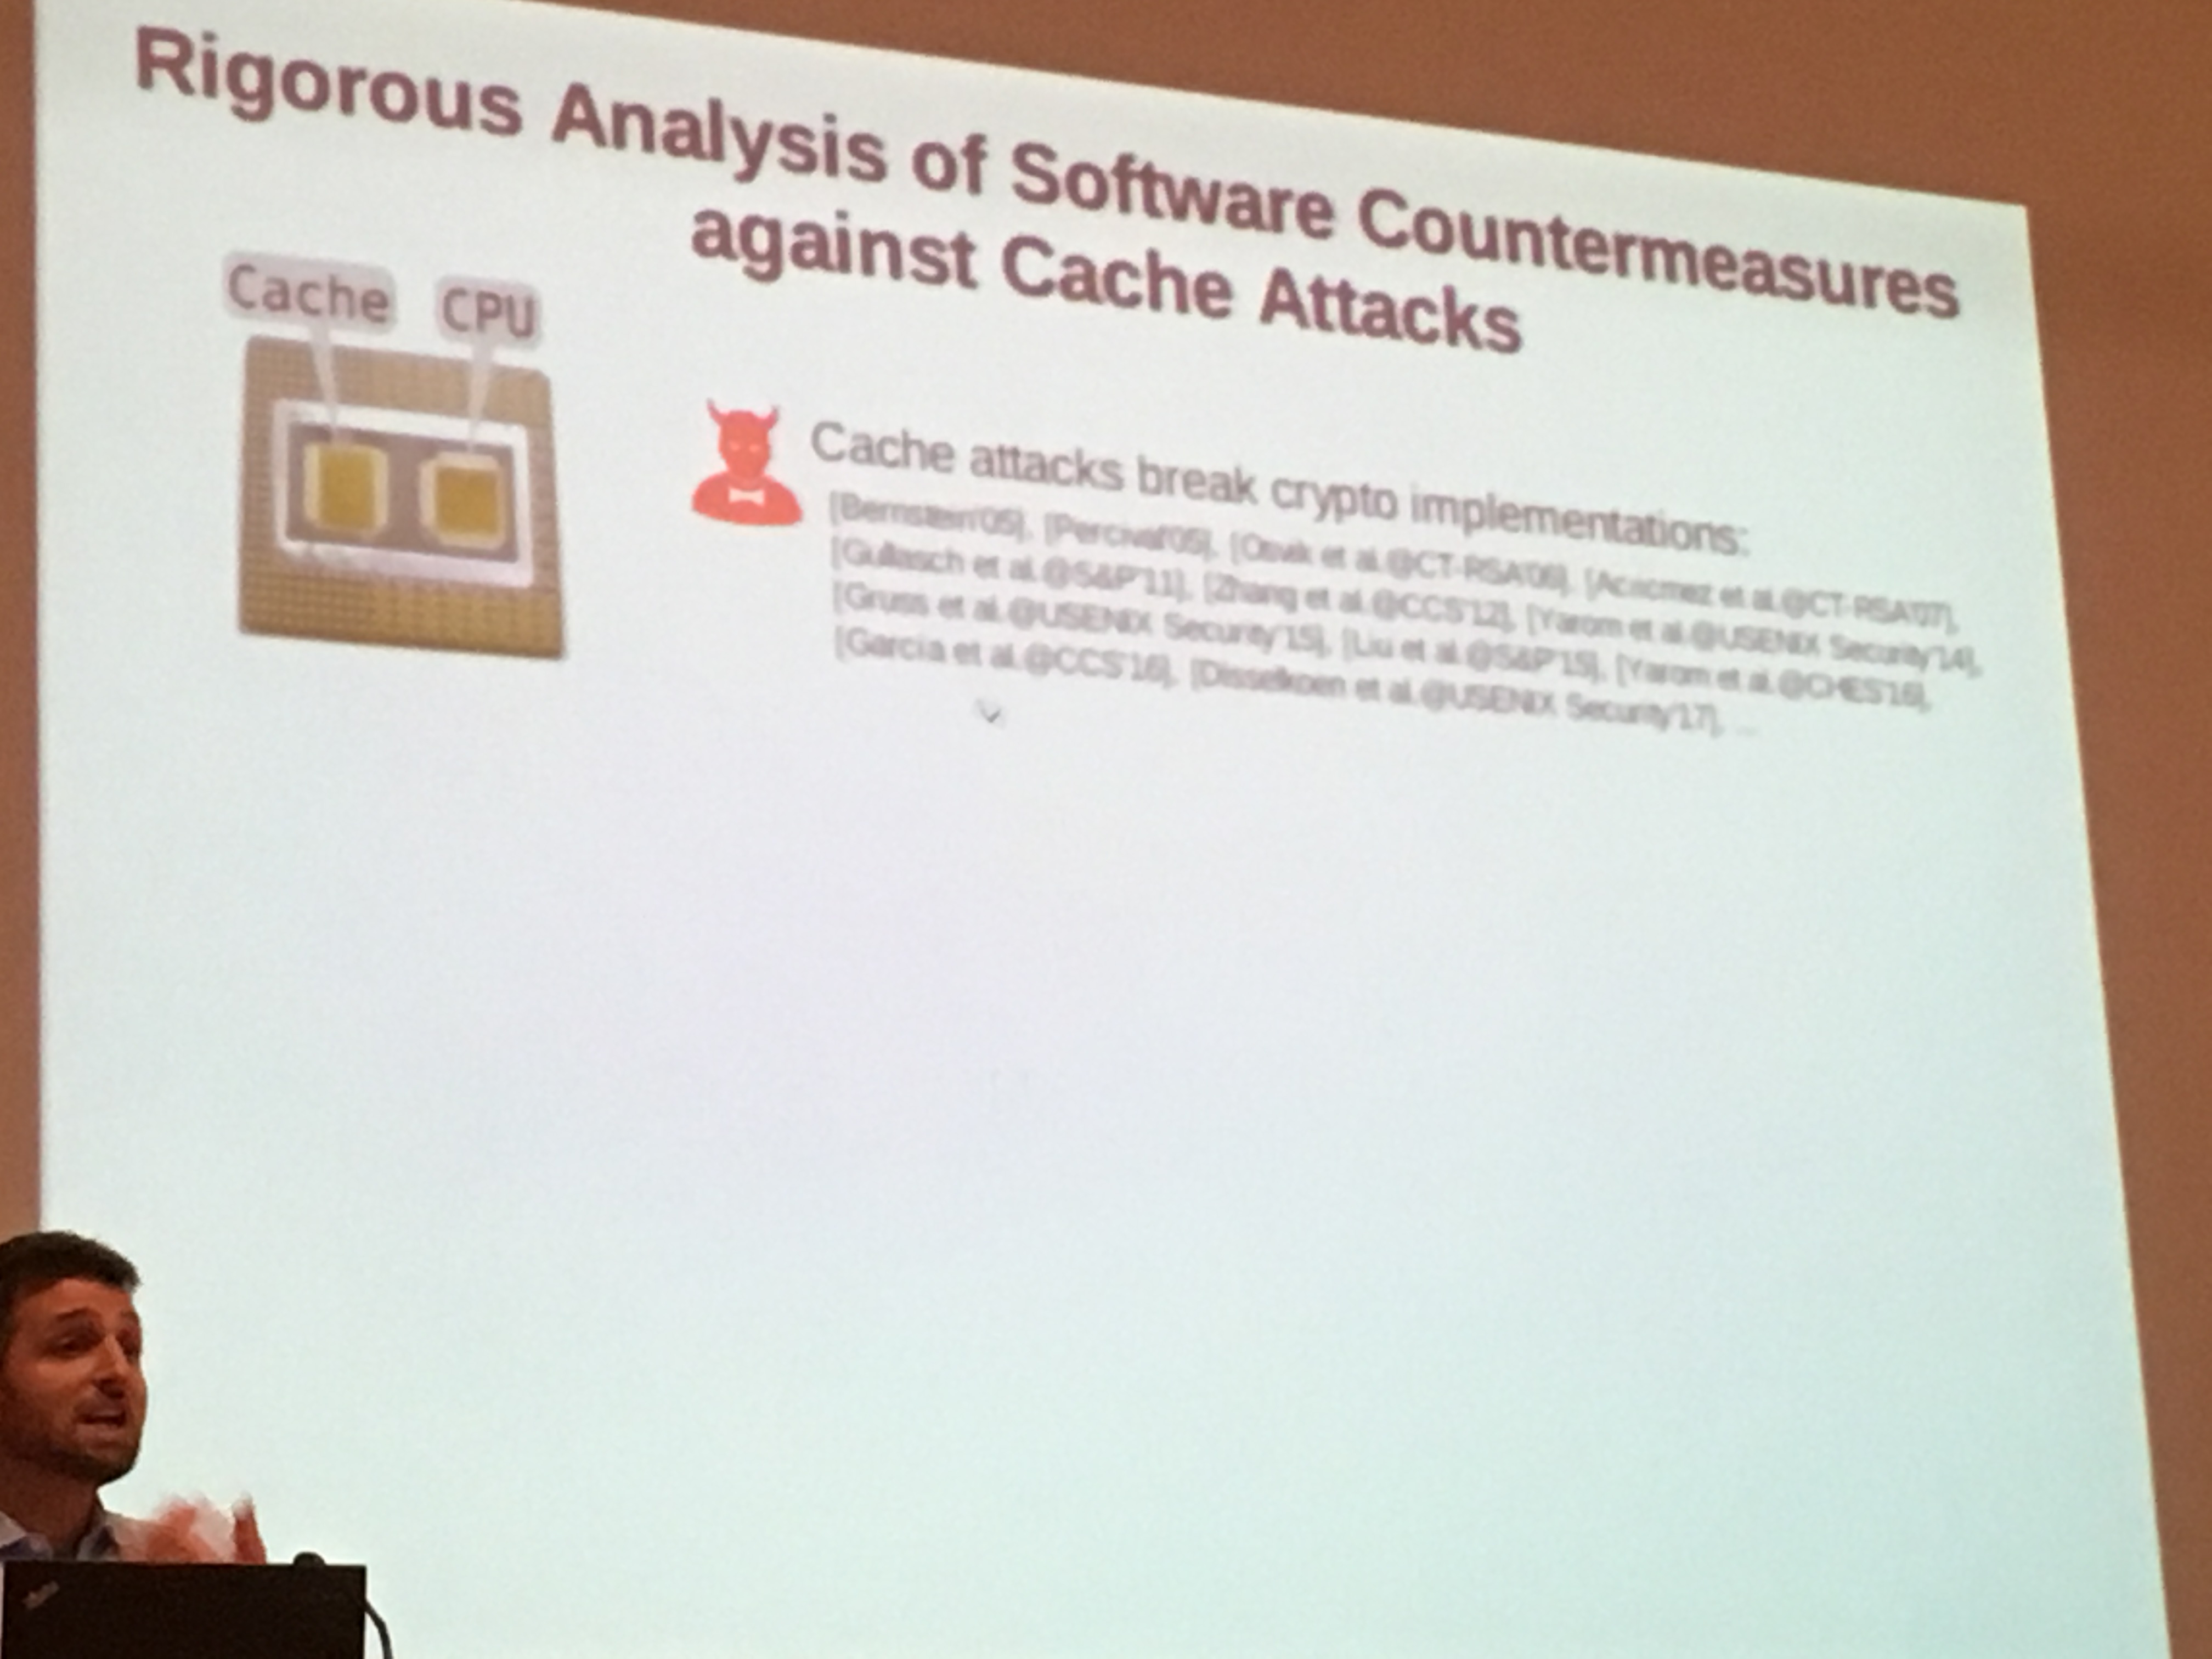 Rigorous Analysis of Software Countermeasures
against Cache Attacks
Cache CPU
Cache attacks break crypto implementations:
[Bernstein'05], [Percival'05], [Osvik et al.@CT-RSA'06], [Aciicmez et al.@CT-RSA'07],
[Gullasch et al.@S&P'11], [Zhang et al.@CCS'12], [Yarom et al.@USENIX Security'14],
[Gruss et al.@USENIX Security'15], [Liu et al.@S&P'15], [Yarom et al.@CHES'16],
[Garcia et al.@CCS'16], [Disselkoen et al.@USENIX Security'17], ...